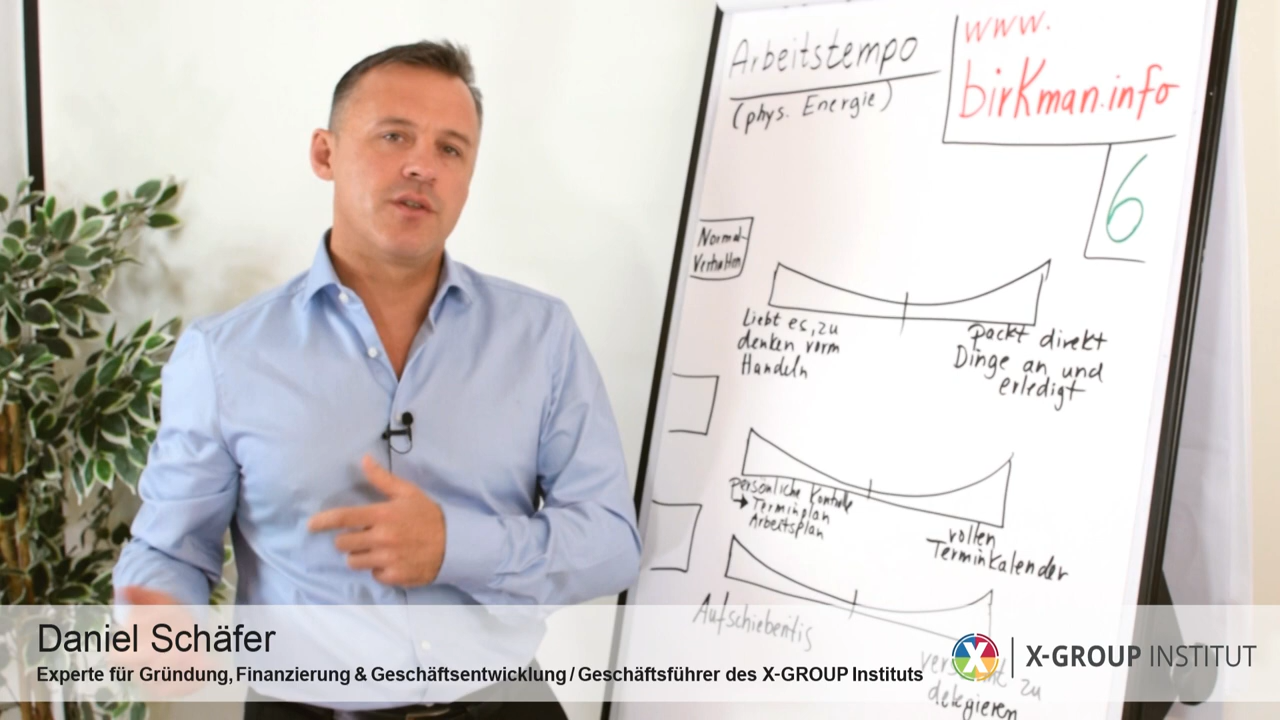 Arbeitstempo
(phys. Energie)
www.
birkman.info
6
Normal-
Verhalten
Liebt es, zu
denken vorm
Handeln
packt direkt
Dinge an und
erledigt
persönliche Kontrolle
→ Terminplan
Arbeitsplan
vollen
Terminkalender
Aufschieberitis
zu
delegieren
Daniel Schäfer
Experte für Gründung, Finanzierung & Geschäftsentwicklung / Geschäftsführer des X-GROUP Instituts
X
X-GROUP INSTITUT